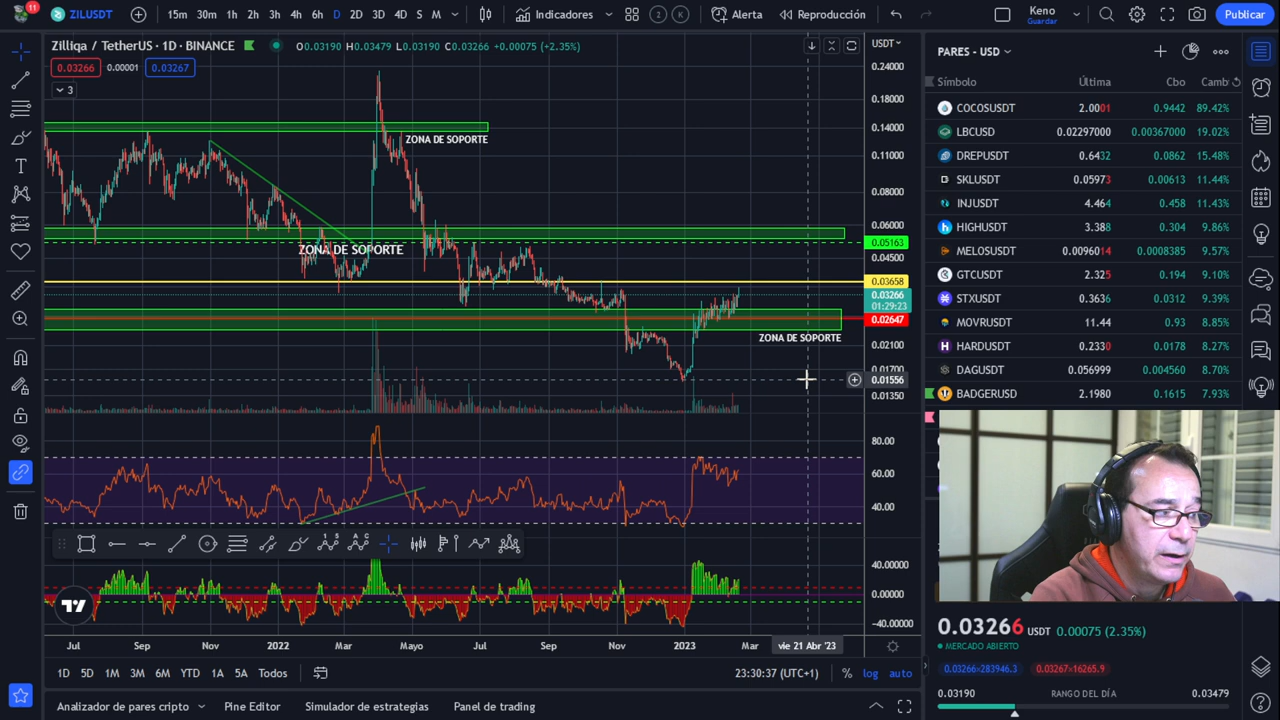 11
ZILUSDT
15m 30m 1h 2h 3h 4h 6h D 2D 3D 4D S M
Indicadores
2 K
Alerta
Reproducción
Keno
Guardar
Publicar
Zilliqa / TetherUS · 1D · BINANCE
O0.03190 H0.03479 L0.03190 C0.03266 +0.00075 (+2.35%)
0.03266 0.00001 0.03267
3
USDT
0.24000
0.18000
0.14000
0.11000
0.08000
0.06000
0.05163
0.04500
0.03658
0.03266
01:29:23
0.02647
0.02100
0.01700
0.01556
0.01350
ZONA DE SOPORTE
ZONA DE SOPORTE
ZONA DE SOPORTE
80.00
60.00
40.00
40.00000
0.00000
−40.00000
Jul Sep Nov 2022 Mar Mayo Jul Sep Nov 2023 Mar vie 21 Abr '23
1D 5D 1M 3M 6M YTD 1A 5A Todos
23:30:37 (UTC+1) % log auto
Analizador de pares cripto Pine Editor Simulador de estrategias Panel de trading
PARES - USD
Símbolo Última Cbo Camb
COCOSUSDT 2.0001 0.9442 89.42%
LBCUSD 0.02297000 0.00367000 19.02%
DREPUSDT 0.6432 0.0862 15.48%
SKLUSDT 0.05973 0.00613 11.44%
INJUSDT 4.464 0.458 11.43%
HIGHUSDT 3.388 0.304 9.86%
MELOSUSDT 0.0096014 0.0008385 9.57%
GTCUSDT 2.325 0.194 9.10%
STXUSDT 0.3636 0.0312 9.39%
MOVRUSDT 11.44 0.93 8.85%
HARDUSDT 0.2330 0.0178 8.27%
DAGUSDT 0.056999 0.004560 8.70%
BADGERUSD 2.1980 0.1615 7.93%
0.03266 USDT 0.00075 (2.35%)
MERCADO ABIERTO
0.03266×283946.3 0.03267×16265.9
0.03190 RANGO DEL DÍA 0.03479